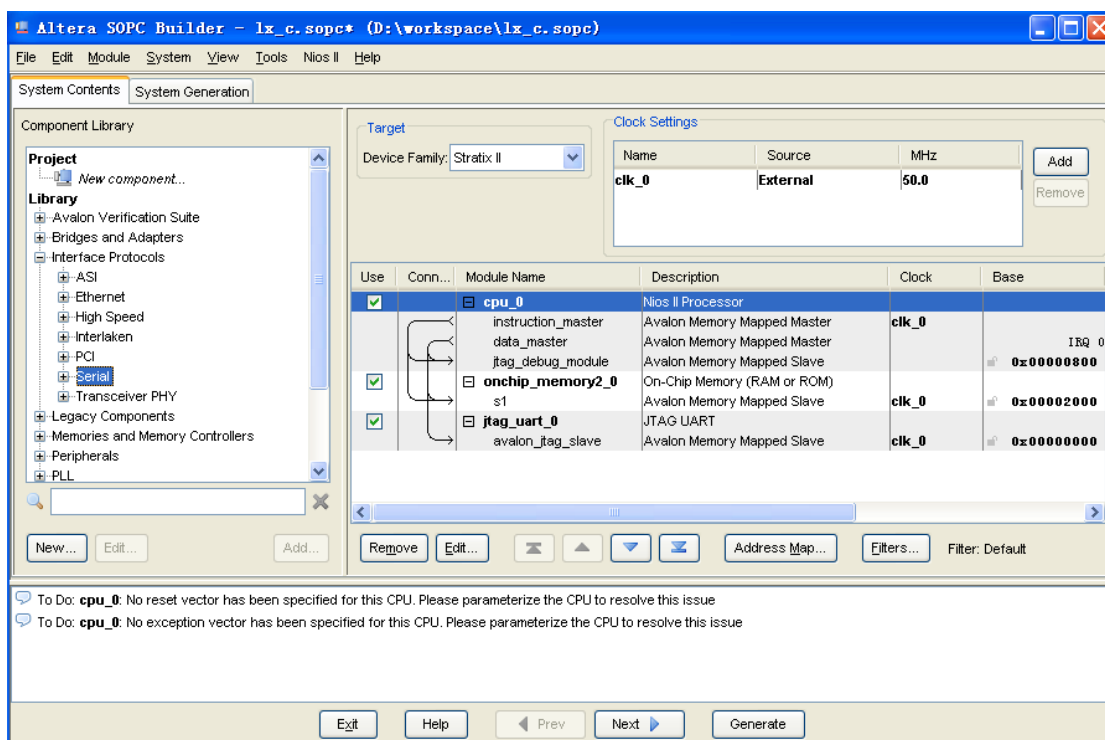 Altera SOPC Builder - lx_c.sopc* (D:\workspace\lx_c.sopc)
File Edit Module System View Tools Nios II Help
System Contents System Generation
Component Library
Project
New component...
Library
Avalon Verification Suite
Bridges and Adapters
Interface Protocols
ASI
Ethernet
High Speed
Interlaken
PCI
Serial
Transceiver PHY
Legacy Components
Memories and Memory Controllers
Peripherals
PLL
New... Edit... Add...
Target
Device Family: Stratix II
Clock Settings
Name Source MHz
clk_0 External 50.0
Add
Remove
Use Conn... Module Name Description Clock Base
cpu_0 Nios II Processor
instruction_master Avalon Memory Mapped Master clk_0
data_master Avalon Memory Mapped Master IRQ 0
jtag_debug_module Avalon Memory Mapped Slave 0x00000800
onchip_memory2_0 On-Chip Memory (RAM or ROM)
s1 Avalon Memory Mapped Slave clk_0 0x00002000
jtag_uart_0 JTAG UART
avalon_jtag_slave Avalon Memory Mapped Slave clk_0 0x00000000
Remove Edit... Address Map... Filters... Filter: Default
To Do: cpu_0: No reset vector has been specified for this CPU. Please parameterize the CPU to resolve this issue
To Do: cpu_0: No exception vector has been specified for this CPU. Please parameterize the CPU to resolve this issue
Exit Help Prev Next Generate